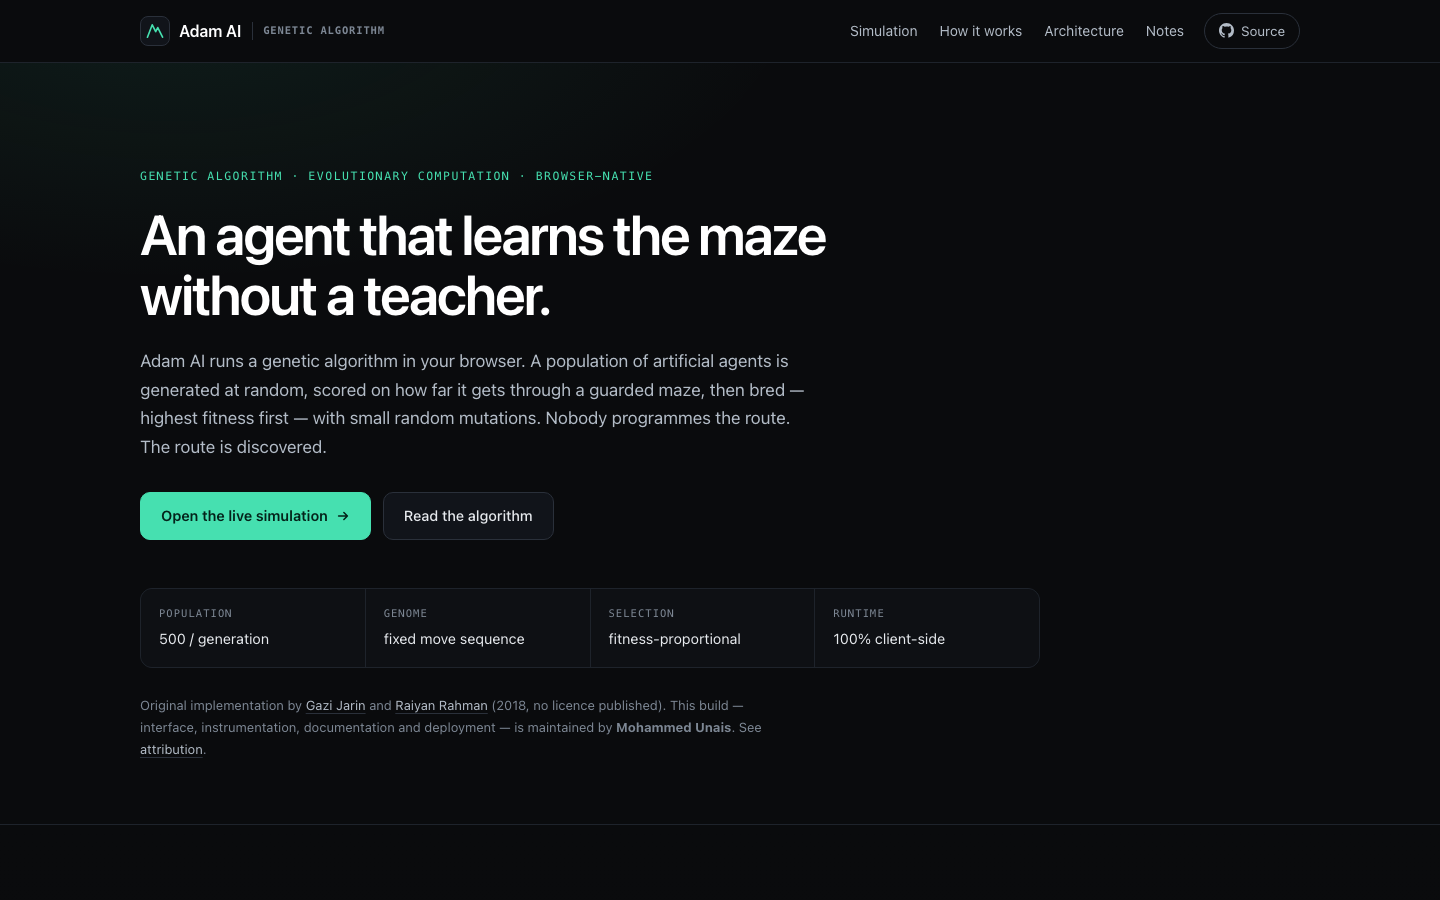 Adam AI
GENETIC ALGORITHM
Simulation
How it works
Architecture
Notes
Source
GENETIC ALGORITHM · EVOLUTIONARY COMPUTATION · BROWSER-NATIVE
An agent that learns the maze
without a teacher.
Adam AI runs a genetic algorithm in your browser. A population of artificial agents is
generated at random, scored on how far it gets through a guarded maze, then bred —
highest fitness first — with small random mutations. Nobody programmes the route.
The route is discovered.
Open the live simulation →
Read the algorithm
POPULATION
500 / generation
GENOME
fixed move sequence
SELECTION
fitness-proportional
RUNTIME
100% client-side
Original implementation by Gazi Jarin and Raiyan Rahman (2018, no licence published). This build —
interface, instrumentation, documentation and deployment — is maintained by Mohammed Unais. See
attribution.